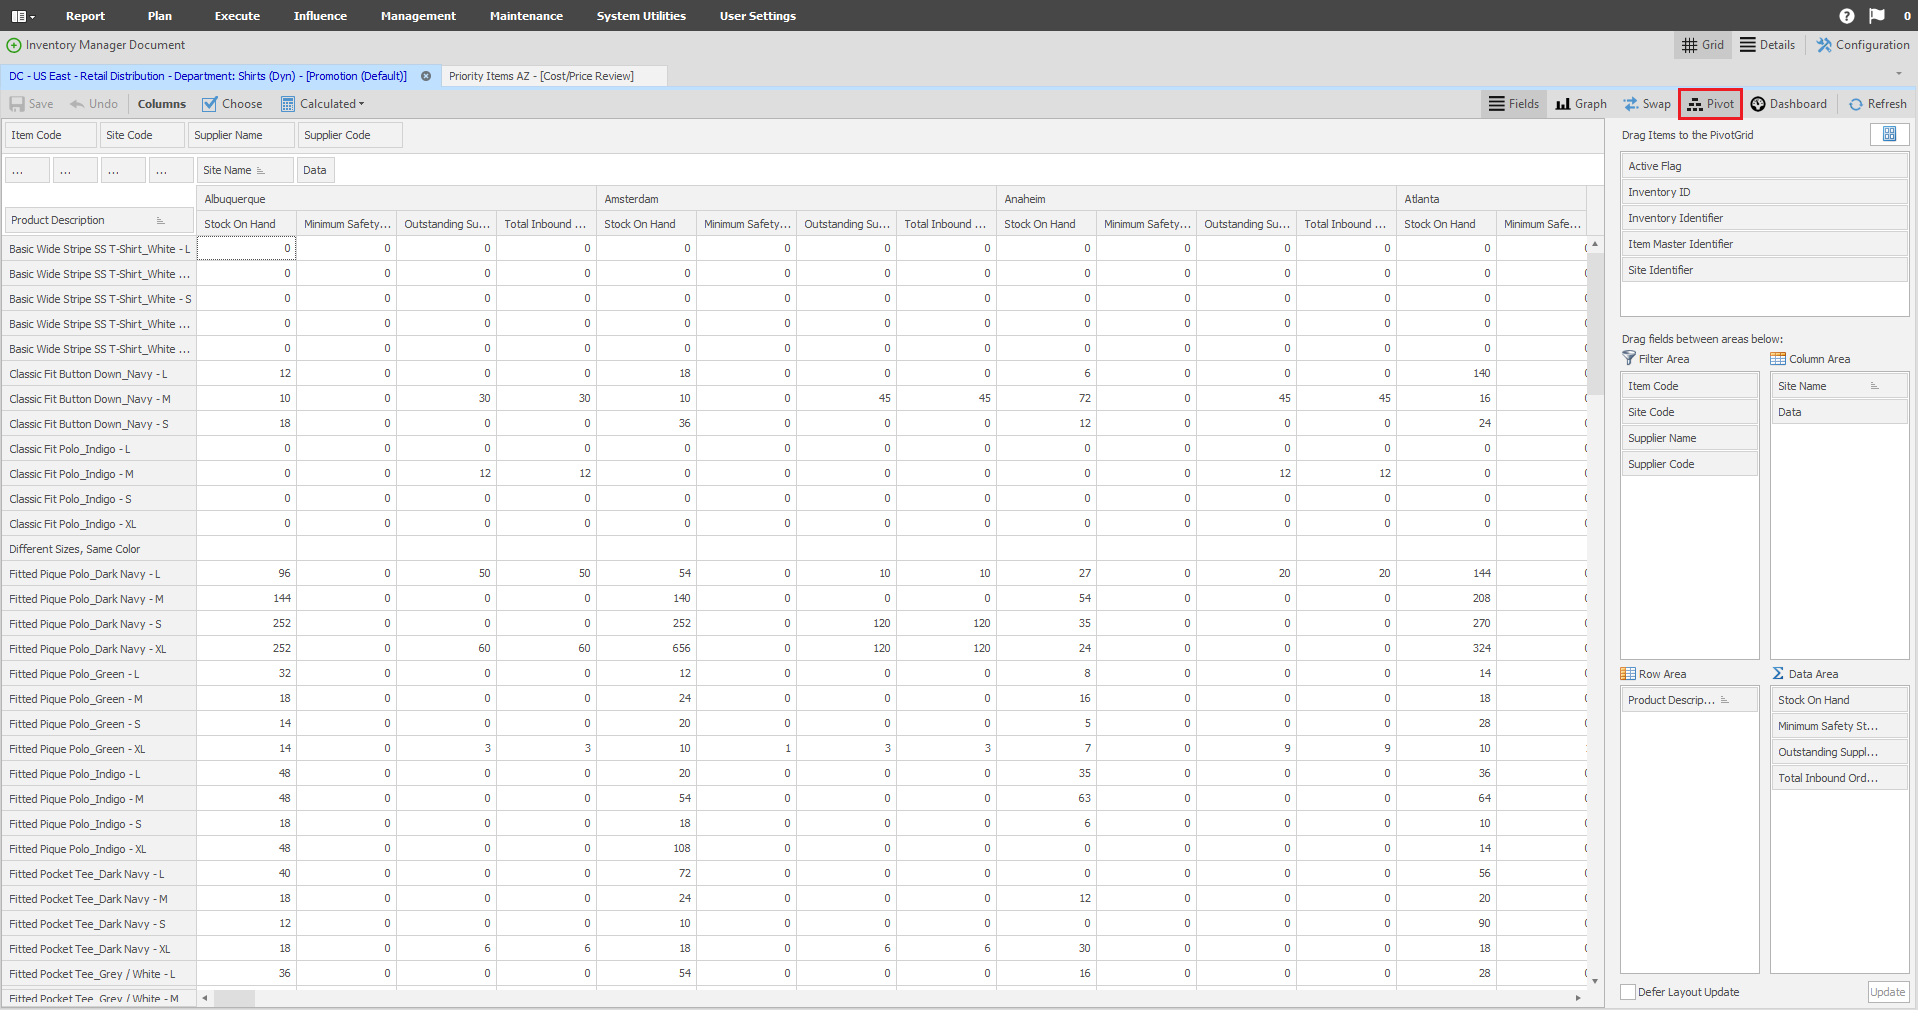 Report Plan Execute Influence Management Maintenance System Utilities User Settings 0
Inventory Manager Document Grid Details Configuration
DC - US East - Retail Distribution - Department: Shirts (Dyn) - [Promotion (Default)] Priority Items AZ - [Cost/Price Review]
Save Undo Columns Choose Calculated Fields Graph Swap Pivot Dashboard Refresh
Item Code Site Code Supplier Name Supplier Code
... ... ... ... Site Name Data
Albuquerque Amsterdam Anaheim Atlanta
Product Description Stock On Hand Minimum Safety... Outstanding Su... Total Inbound ... Stock On Hand Minimum Safety... Outstanding Su... Total Inbound ... Stock On Hand Minimum Safety... Outstanding Su... Total Inbound ... Stock On Hand Minimum Safe...
Basic Wide Stripe SS T-Shirt_White - L 0 0 0 0 0 0 0 0 0 0 0 0 0
Basic Wide Stripe SS T-Shirt_White ... 0 0 0 0 0 0 0 0 0 0 0 0 0
Basic Wide Stripe SS T-Shirt_White - S 0 0 0 0 0 0 0 0 0 0 0 0 0
Basic Wide Stripe SS T-Shirt_White ... 0 0 0 0 0 0 0 0 0 0 0 0 0
Basic Wide Stripe SS T-Shirt_White ... 0 0 0 0 0 0 0 0 0 0 0 0 0
Classic Fit Button Down_Navy - L 12 0 0 0 18 0 0 0 6 0 0 0 140
Classic Fit Button Down_Navy - M 10 0 30 30 10 0 45 45 72 0 45 45 16
Classic Fit Button Down_Navy - S 18 0 0 0 36 0 0 0 12 0 0 0 24
Classic Fit Polo_Indigo - L 0 0 0 0 0 0 0 0 0 0 0 0 0
Classic Fit Polo_Indigo - M 0 0 12 12 0 0 0 0 0 0 12 12 0
Classic Fit Polo_Indigo - S 0 0 0 0 0 0 0 0 0 0 0 0 0
Classic Fit Polo_Indigo - XL 0 0 0 0 0 0 0 0 0 0 0 0 0
Different Sizes, Same Color
Fitted Pique Polo_Dark Navy - L 96 0 50 50 54 0 10 10 27 0 20 20 144
Fitted Pique Polo_Dark Navy - M 144 0 0 0 140 0 0 0 54 0 0 0 208
Fitted Pique Polo_Dark Navy - S 252 0 0 0 252 0 120 120 35 0 0 0 270
Fitted Pique Polo_Dark Navy - XL 252 0 60 60 656 0 120 120 24 0 0 0 324
Fitted Pique Polo_Green - L 32 0 0 0 12 0 0 0 8 0 0 0 14
Fitted Pique Polo_Green - M 18 0 0 0 24 0 0 0 16 0 0 0 18
Fitted Pique Polo_Green - S 14 0 0 0 20 0 0 0 5 0 0 0 28
Fitted Pique Polo_Green - XL 14 0 3 3 10 1 3 3 7 0 9 9 10
Fitted Pique Polo_Indigo - L 48 0 0 0 20 0 0 0 35 0 0 0 36
Fitted Pique Polo_Indigo - M 48 0 0 0 54 0 0 0 63 0 0 0 64
Fitted Pique Polo_Indigo - S 18 0 0 0 18 0 0 0 6 0 0 0 10
Fitted Pique Polo_Indigo - XL 48 0 0 0 108 0 0 0 0 0 0 0 14
Fitted Pocket Tee_Dark Navy - L 40 0 0 0 72 0 0 0 0 0 0 0 56
Fitted Pocket Tee_Dark Navy - M 18 0 0 0 24 0 0 0 12 0 0 0 20
Fitted Pocket Tee_Dark Navy - S 12 0 0 0 10 0 0 0 0 0 0 0 90
Fitted Pocket Tee_Dark Navy - XL 18 0 6 6 18 0 6 6 30 0 0 0 18
Fitted Pocket Tee_Grey / White - L 36 0 0 0 54 0 0 0 16 0 0 0 28
Fitted Pocket Tee_Grey / White - M
Drag Items to the PivotGrid
Active Flag
Inventory ID
Inventory Identifier
Item Master Identifier
Site Identifier
Drag fields between areas below:
Filter Area
Item Code
Site Code
Supplier Name
Supplier Code
Column Area
Site Name
Data
Row Area
Product Descrip...
Data Area
Stock On Hand
Minimum Safety St...
Outstanding Suppl...
Total Inbound Ord...
Defer Layout Update Update